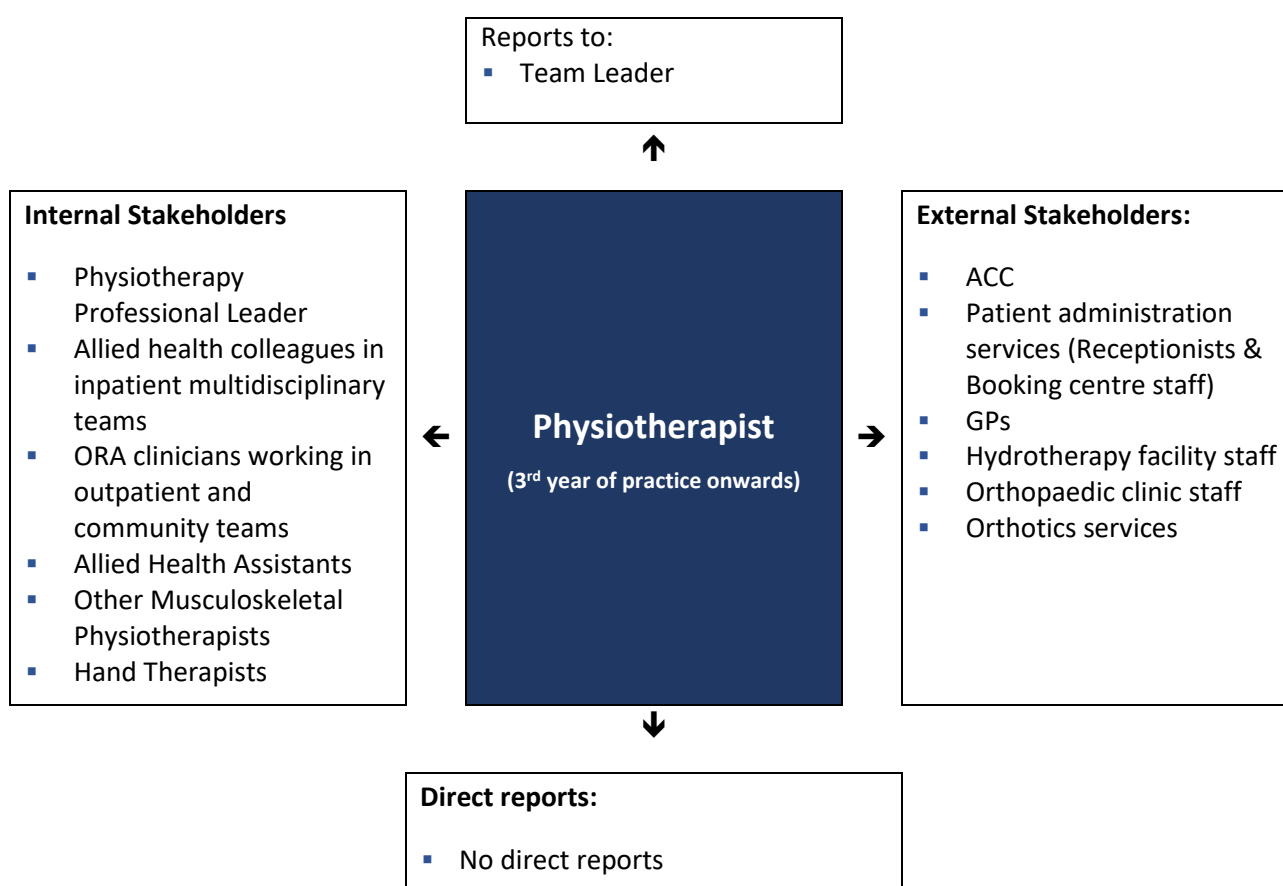 Reports to:
▪ Team Leader
Internal Stakeholders
▪ Physiotherapy
Professional Leader
▪ Allied health colleagues in
inpatient multidisciplinary
teams
▪ ORA clinicians working in
outpatient and
community teams
▪ Allied Health Assistants
▪ Other Musculoskeletal
Physiotherapists
▪ Hand Therapists
Physiotherapist
(3rd year of practice onwards)
External Stakeholders:
▪ ACC
▪ Patient administration
services (Receptionists &
Booking centre staff)
▪ GPs
▪ Hydrotherapy facility staff
▪ Orthopaedic clinic staff
▪ Orthotics services
Direct reports:
▪ No direct reports